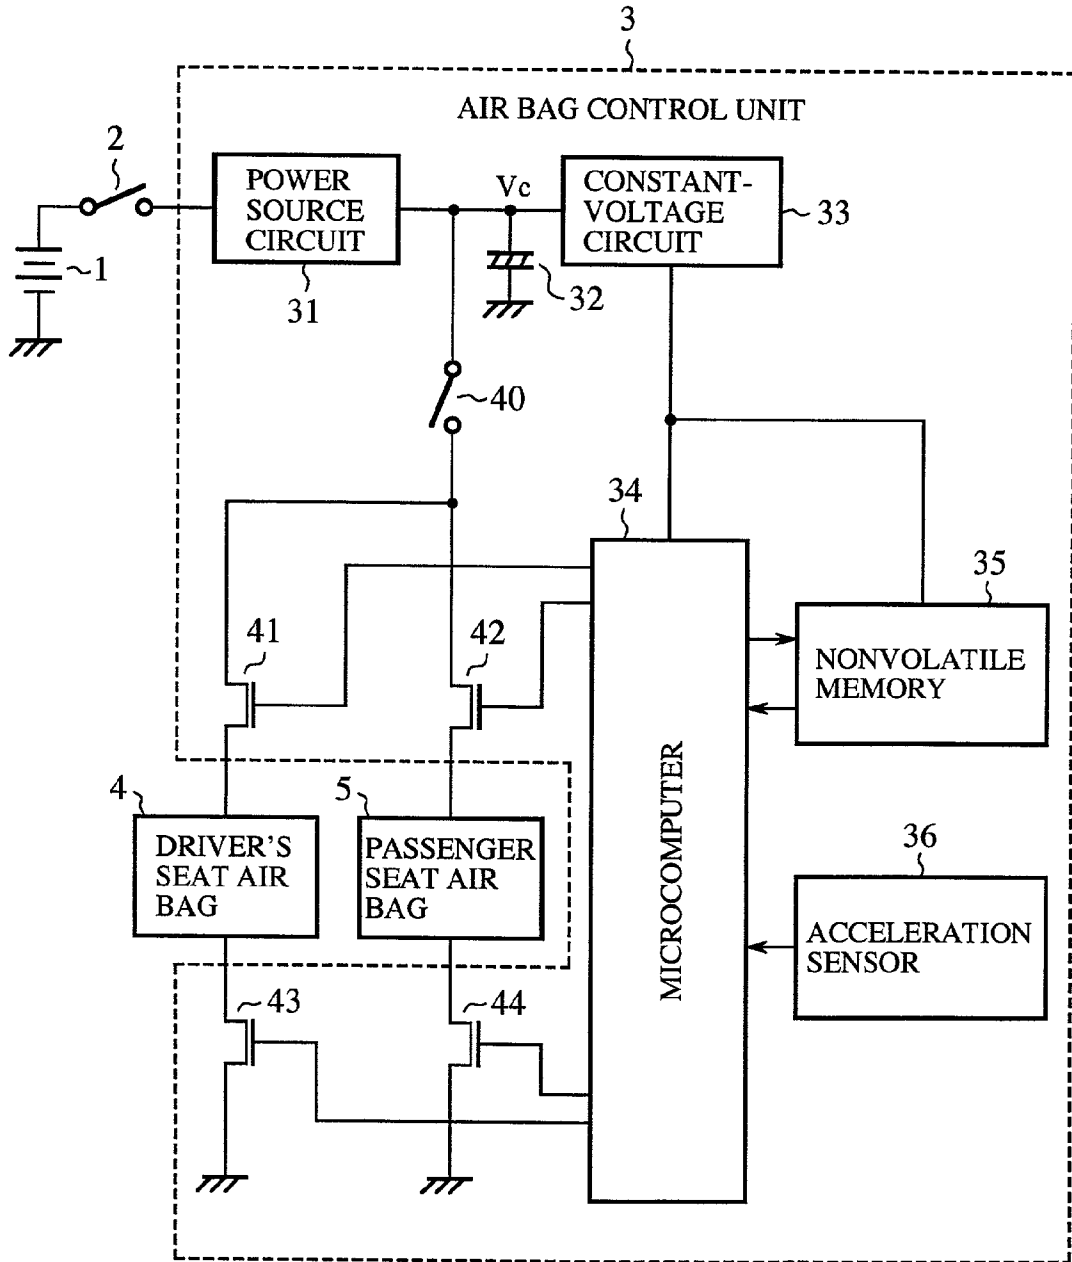 3
AIR BAG CONTROL UNIT
2
POWER
SOURCE
CIRCUIT
Vc
CONSTANT-
VOLTAGE
CIRCUIT
33
1
31
32
40
34
35
41
42
NONVOLATILE
MEMORY
MICROCOMPUTER
4
5
DRIVER'S
SEAT AIR
BAG
PASSENGER
SEAT AIR
BAG
36
ACCELERATION
SENSOR
43
44